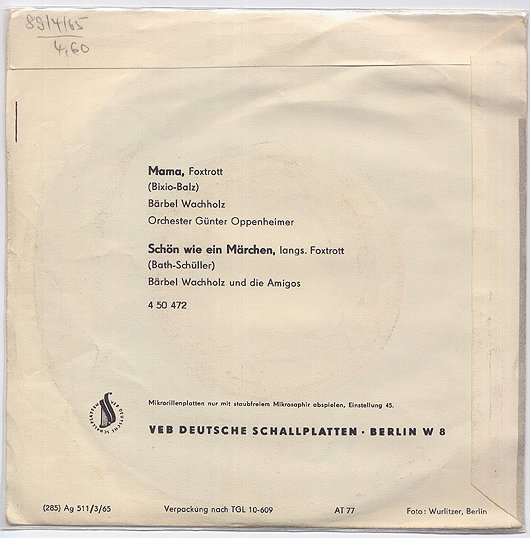 89/4/65
4,60
Mama, Foxtrott
(Bixio-Balz)
Bärbel Wachholz
Orchester Günter Oppenheimer
Schön wie ein Märchen, langs. Foxtrott
(Bath-Schüller)
Bärbel Wachholz und die Amigos
4 50 472
Mikrorillenplatten nur mit staubfreiem Mikrosaphir abspielen, Einstellung 45.
VEB DEUTSCHE SCHALLPLATTEN
VEB DEUTSCHE SCHALLPLATTEN · BERLIN W 8
(285) Ag 511/3/65 Verpackung nach TGL 10-609 AT 77 Foto: Wurlitzer, Berlin